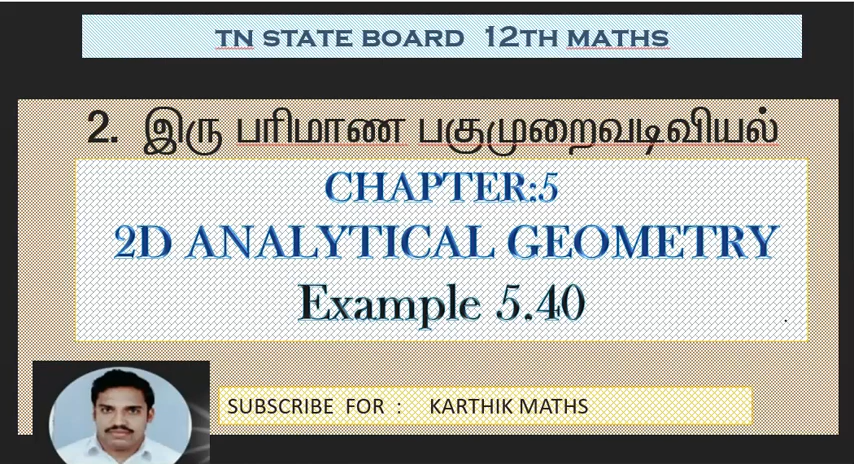 TN STATE BOARD 12TH MATHS
2. இரு பரிமாண பகுமுறைவடிவியல்
CHAPTER:5
2D ANALYTICAL GEOMETRY
Example 5.40
.
SUBSCRIBE FOR : KARTHIK MATHS